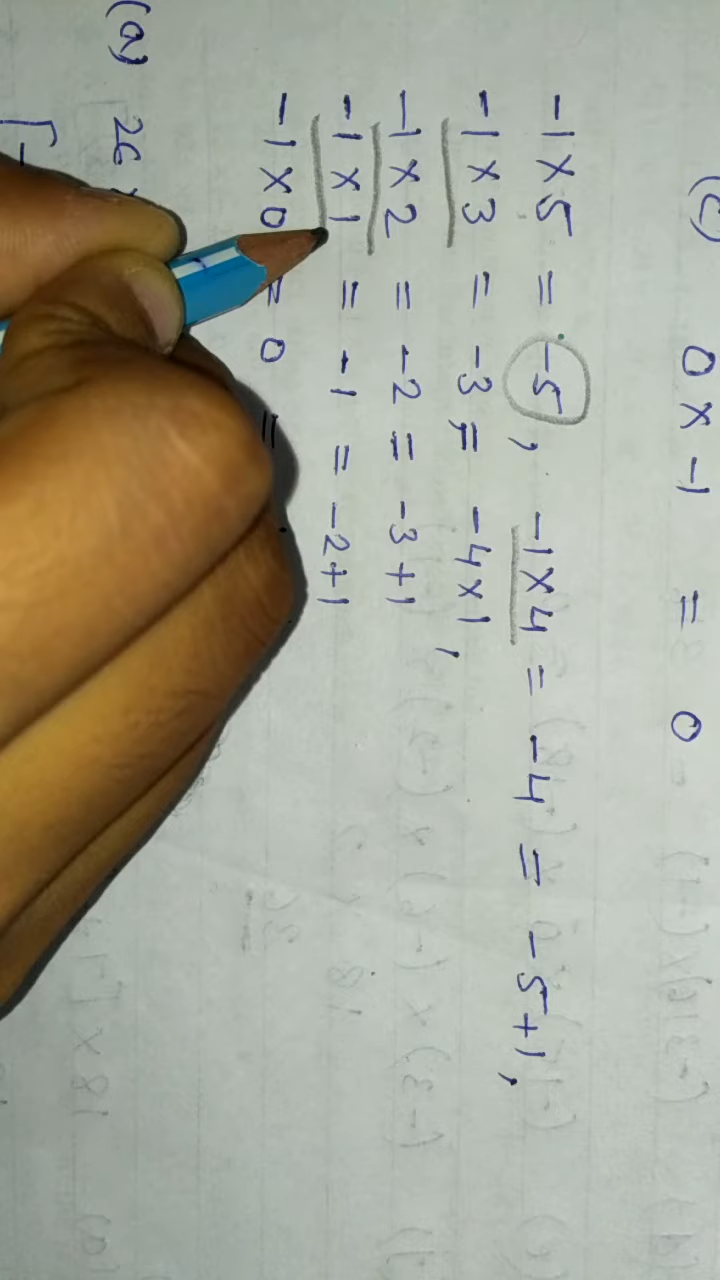 (c) 0 × -1 = 0
-1 × 5 = -5, -1 × 4 = -4 = -5+1,
-1 × 3 = -3 = -4 × 1,
-1 × 2 = -2 = -3+1
-1 × 1 = -1 = -2+1
-1 × 0 = 0 =
(a) 26